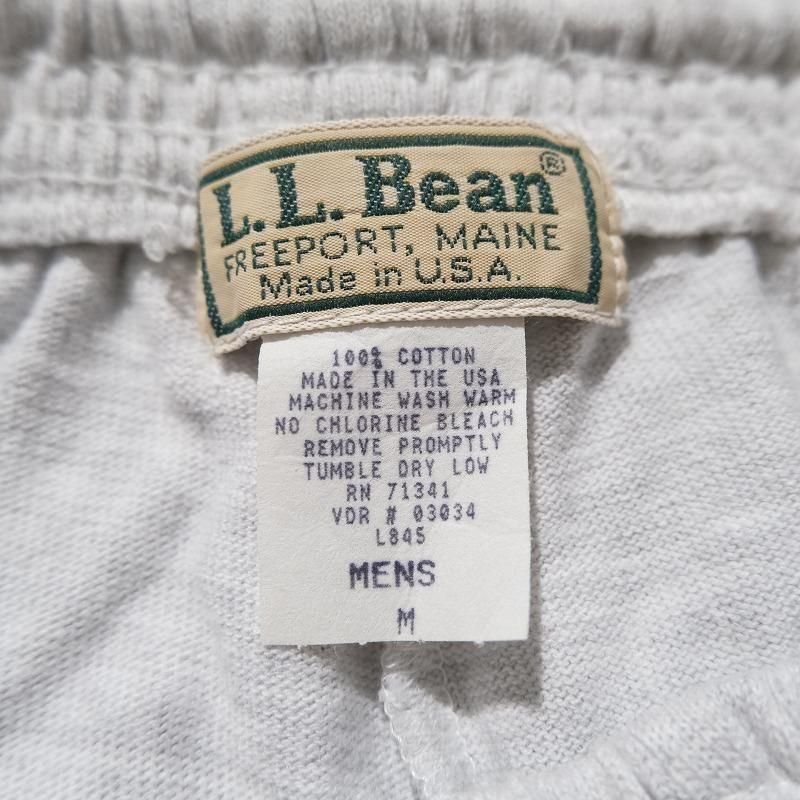 L.L. Bean®
FREEPORT, MAINE
Made in U.S.A.
100% COTTON
MADE IN THE USA
MACHINE WASH WARM
NO CHLORINE BLEACH
REMOVE PROMPTLY
TUMBLE DRY LOW
RN 71341
VDR # 03034
L845
MENS
M